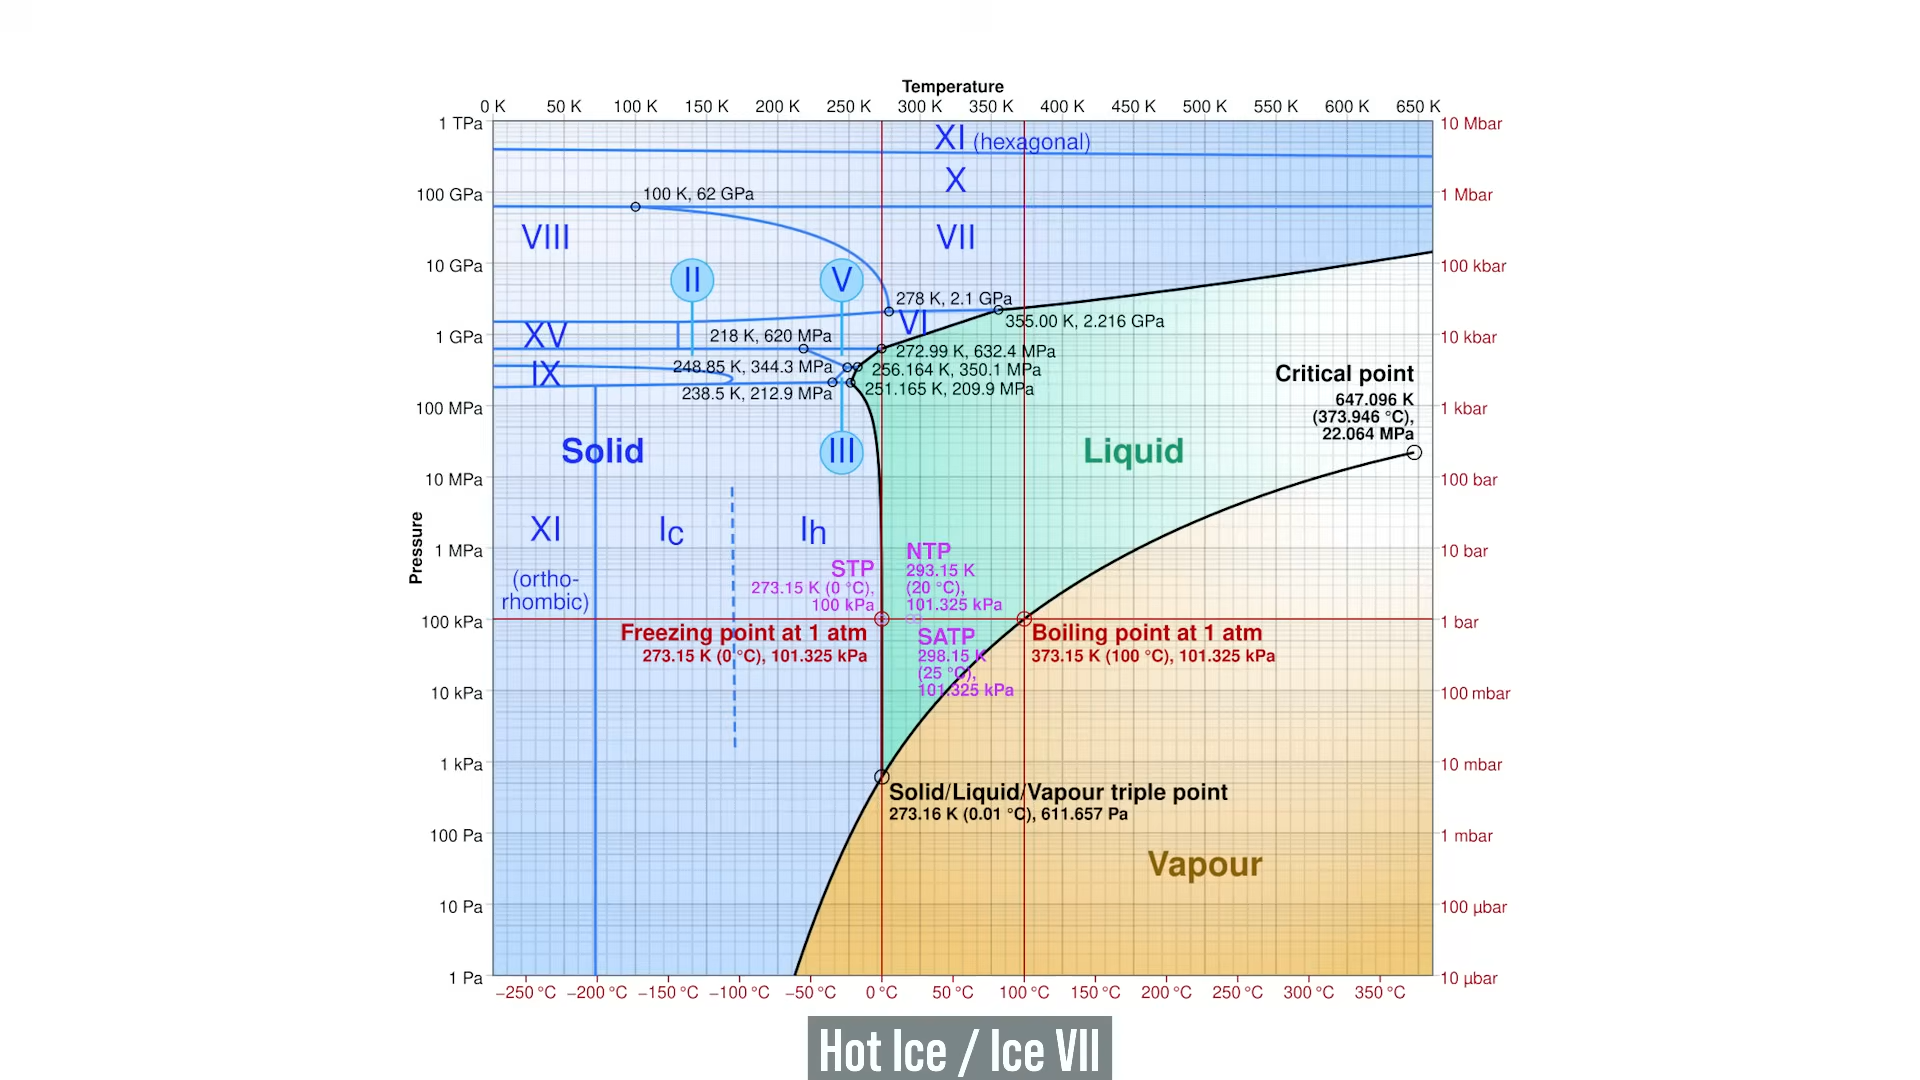 Temperature
0 K 50 K 100 K 150 K 200 K 250 K 300 K 350 K 400 K 450 K 500 K 550 K 600 K 650 K
1 TPa
10 Mbar
XI (hexagonal)
X
100 GPa
100 K, 62 GPa
1 Mbar
VIII
VII
10 GPa
II
V
100 kbar
278 K, 2.1 GPa
VI
355.00 K, 2.216 GPa
XV
218 K, 620 MPa
1 GPa
10 kbar
272.99 K, 632.4 MPa
IX
248.85 K, 344.3 MPa
256.164 K, 350.1 MPa
238.5 K, 212.9 MPa
251.165 K, 209.9 MPa
Critical point
647.096 K
(373.946 °C),
22.064 MPa
100 MPa
1 kbar
Solid
III
Liquid
10 MPa
100 bar
Pressure
XI
(ortho-
rhombic)
Ic
Ih
1 MPa
10 bar
STP
273.15 K (0 °C),
100 kPa
NTP
293.15 K
(20 °C),
101.325 kPa
100 kPa
1 bar
Freezing point at 1 atm
273.15 K (0 °C), 101.325 kPa
SATP
298.15 K
(25 °C),
101.325 kPa
Boiling point at 1 atm
373.15 K (100 °C), 101.325 kPa
10 kPa
100 mbar
1 kPa
10 mbar
Solid/Liquid/Vapour triple point
273.16 K (0.01 °C), 611.657 Pa
100 Pa
1 mbar
Vapour
10 Pa
100 µbar
1 Pa
10 µbar
−250 °C −200 °C −150 °C −100 °C −50 °C 0 °C 50 °C 100 °C 150 °C 200 °C 250 °C 300 °C 350 °C
Hot Ice / Ice VII